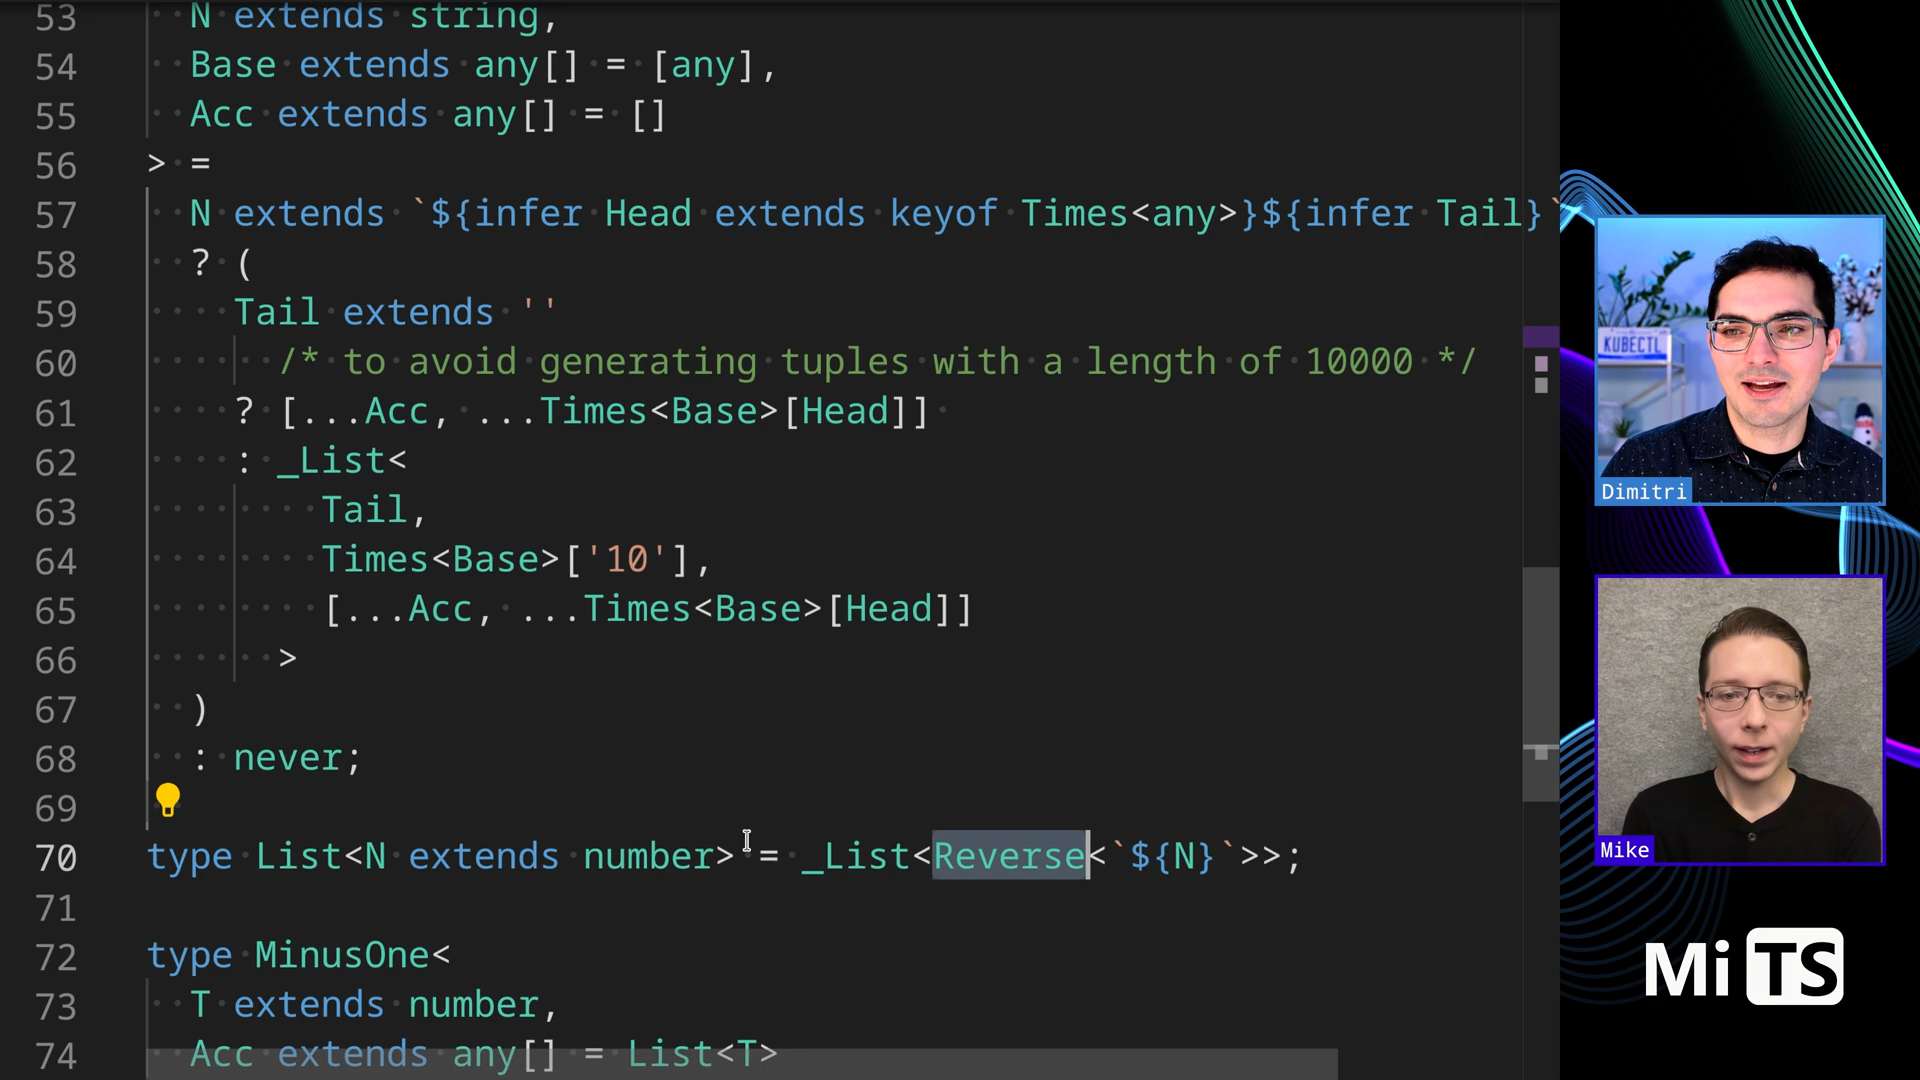 53 N extends string,
54 Base extends any[] = [any],
55 Acc extends any[] = []
56 > =
57 N extends `${infer Head extends keyof Times<any>}${infer Tail}`
58 ? (
59 Tail extends ''
60 /* to avoid generating tuples with a length of 10000 */
61 ? [...Acc, ...Times<Base>[Head]]
62 : _List<
63 Tail,
64 Times<Base>['10'],
65 [...Acc, ...Times<Base>[Head]]
66 >
67 )
68 : never;
69
70 type List<N extends number> = _List<Reverse<`${N}`>>;
71
72 type MinusOne<
73 T extends number,
74 Acc extends any[] = List<T>
KUBECTL
Dimitri
Mike
Mi TS